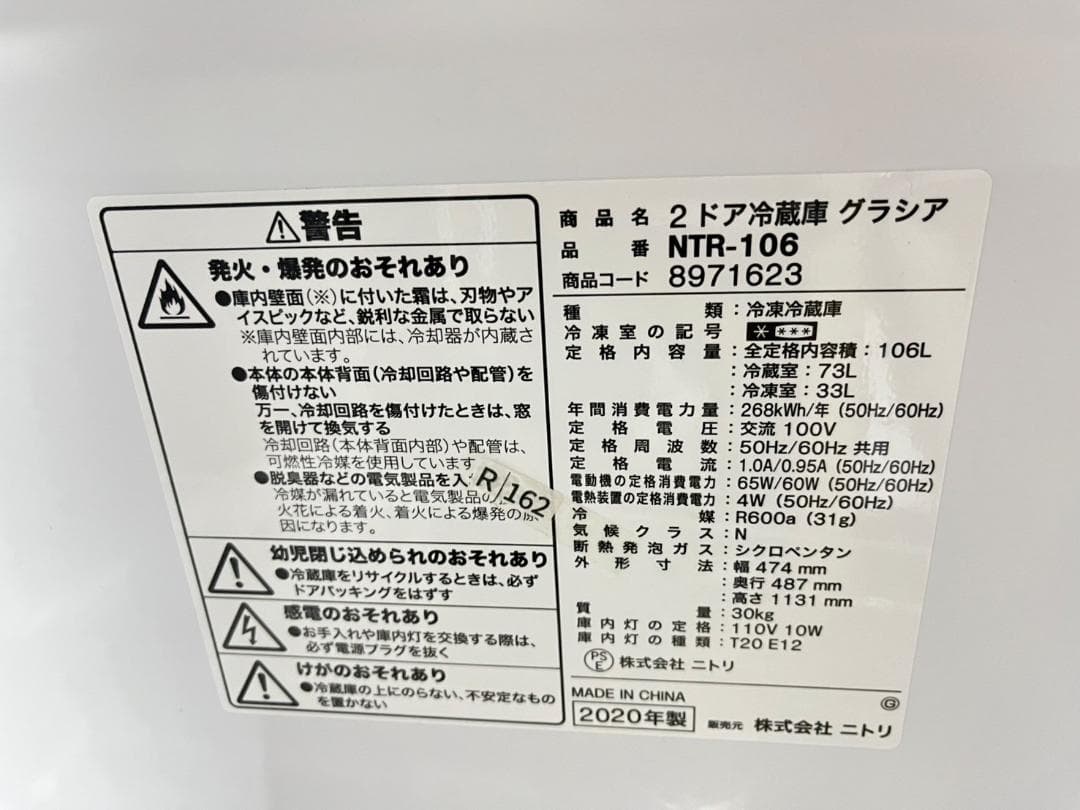 警告
発火・爆発のおそれあり
●庫内壁面(※)に付いた霜は、刃物やア
イスピックなど、鋭利な金属で取らない
※庫内壁面内部には、冷却器が内蔵さ
れています。
●本体の本体背面(冷却回路や配管)を
傷付けない
万一、冷却回路を傷付けたときは、窓
を開けて換気する
冷却回路(本体背面内部)や配管は、
可燃性冷媒を使用しています
●脱臭器などの電気製品を入
冷媒が漏れていると電気製品の
火花による着火、着火による爆発の原
因になります。
R/162
幼児閉じ込められのおそれあり
●冷蔵庫をリサイクルするときは、必ず
ドアパッキングをはずす
感電のおそれあり
●お手入れや庫内灯を交換する際は、
必ず電源プラグを抜く
けがのおそれあり
●冷蔵庫の上にのらない、不安定なもの
を置かない
商品名 2ドア冷蔵庫 グラシア
品番 NTR-106
商品コード 8971623
種類:冷凍冷蔵庫
冷凍室の記号 * ***
定格内容量:全定格内容積:106L
:冷蔵室:73L
:冷凍室:33L
年間消費電力量:268kWh/年(50Hz/60Hz)
定格電圧:交流 100V
定格周波数:50Hz/60Hz 共用
定格電流:1.0A/0.95A(50Hz/60Hz)
電動機の定格消費電力:65W/60W(50Hz/60Hz)
電熱装置の定格消費電力:4W(50Hz/60Hz)
冷媒:R600a(31g)
気候クラス:N
断熱発泡ガス:シクロペンタン
外形寸法:幅 474 mm
:奥行 487 mm
:高さ 1131 mm
質量:30kg
庫内灯の定格:110V 10W
庫内灯の種類:T20 E12
PSE 株式会社 ニトリ
MADE IN CHINA
G
2020年製 販売元 株式会社 ニトリ